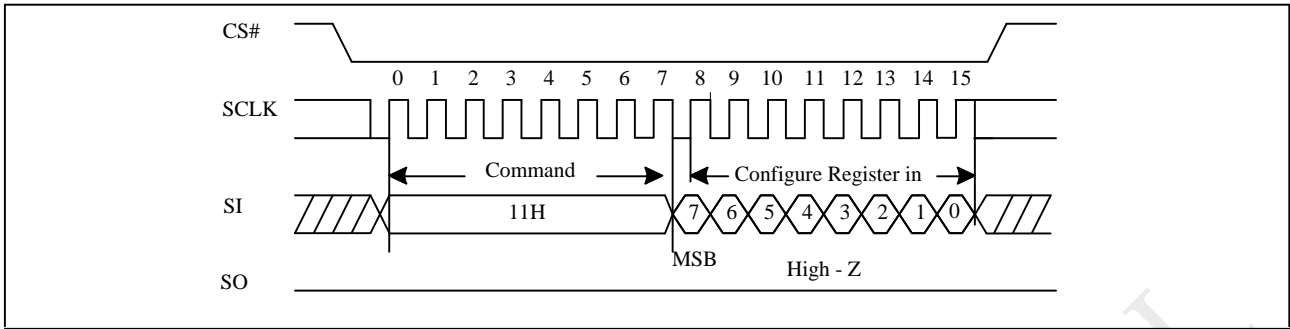 CS#
0 1 2 3 4 5 6 7 8 9 10 11 12 13 14 15
SCLK
Command
Configure Register in
SI
11H
7 6 5 4 3 2 1 0
MSB
High - Z
SO